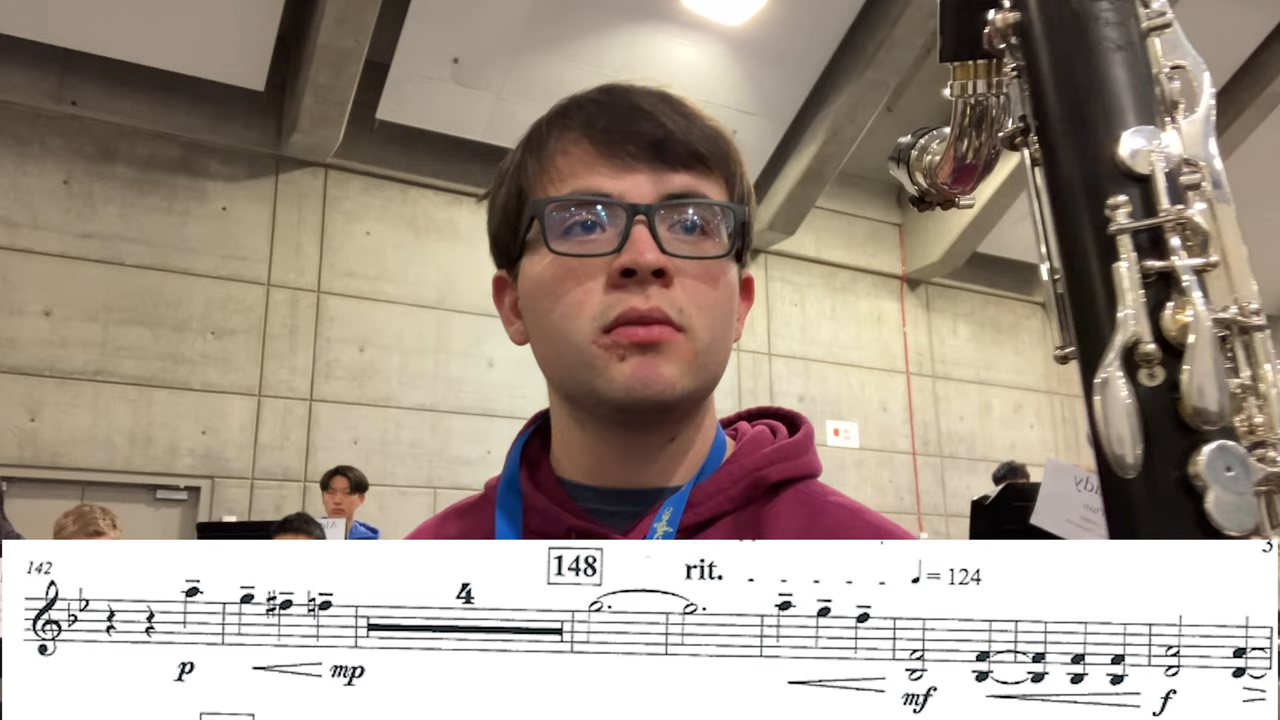 142
148
rit. - - - - -
♩ = 124
3
4
p
mp
mf
f